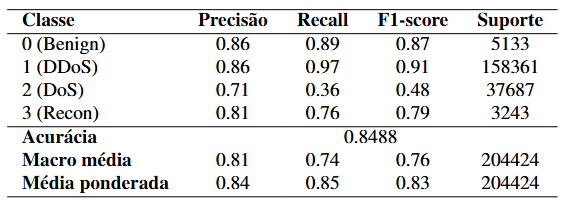 Classe Precisão Recall F1-score Suporte
0 (Benign) 0.86 0.89 0.87 5133
1 (DDoS) 0.86 0.97 0.91 158361
2 (DoS) 0.71 0.36 0.48 37687
3 (Recon) 0.81 0.76 0.79 3243
Acurácia 0.8488
Macro média 0.81 0.74 0.76 204424
Média ponderada 0.84 0.85 0.83 204424